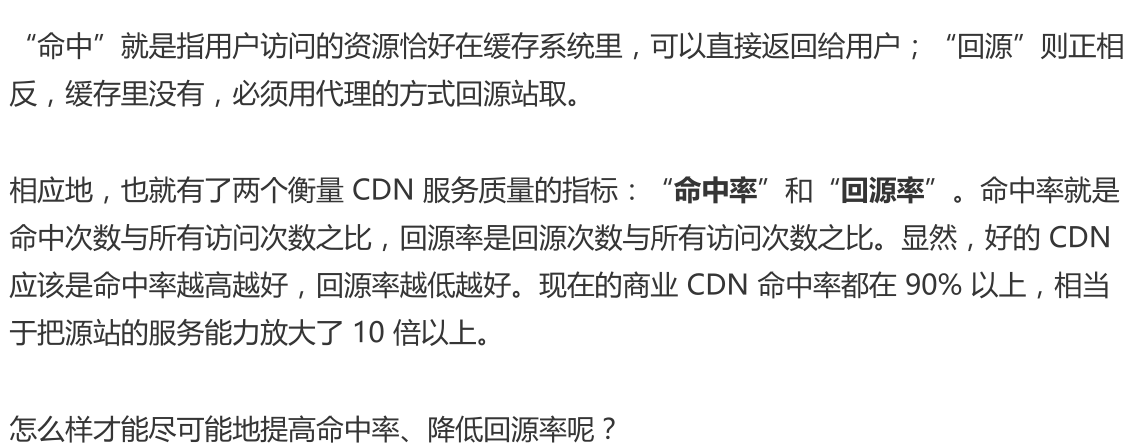 “命中”就是指用户访问的资源恰好在缓存系统里，可以直接返回给用户；“回源”则正相
反，缓存里没有，必须用代理的方式回源站取。
相应地，也就有了两个衡量 CDN 服务质量的指标：“命中率”和“回源率”。命中率就是
命中次数与所有访问次数之比，回源率是回源次数与所有访问次数之比。显然，好的 CDN
应该是命中率越高越好，回源率越低越好。现在的商业 CDN 命中率都在 90% 以上，相当
于把源站的服务能力放大了 10 倍以上。
怎么样才能尽可能地提高命中率、降低回源率呢？